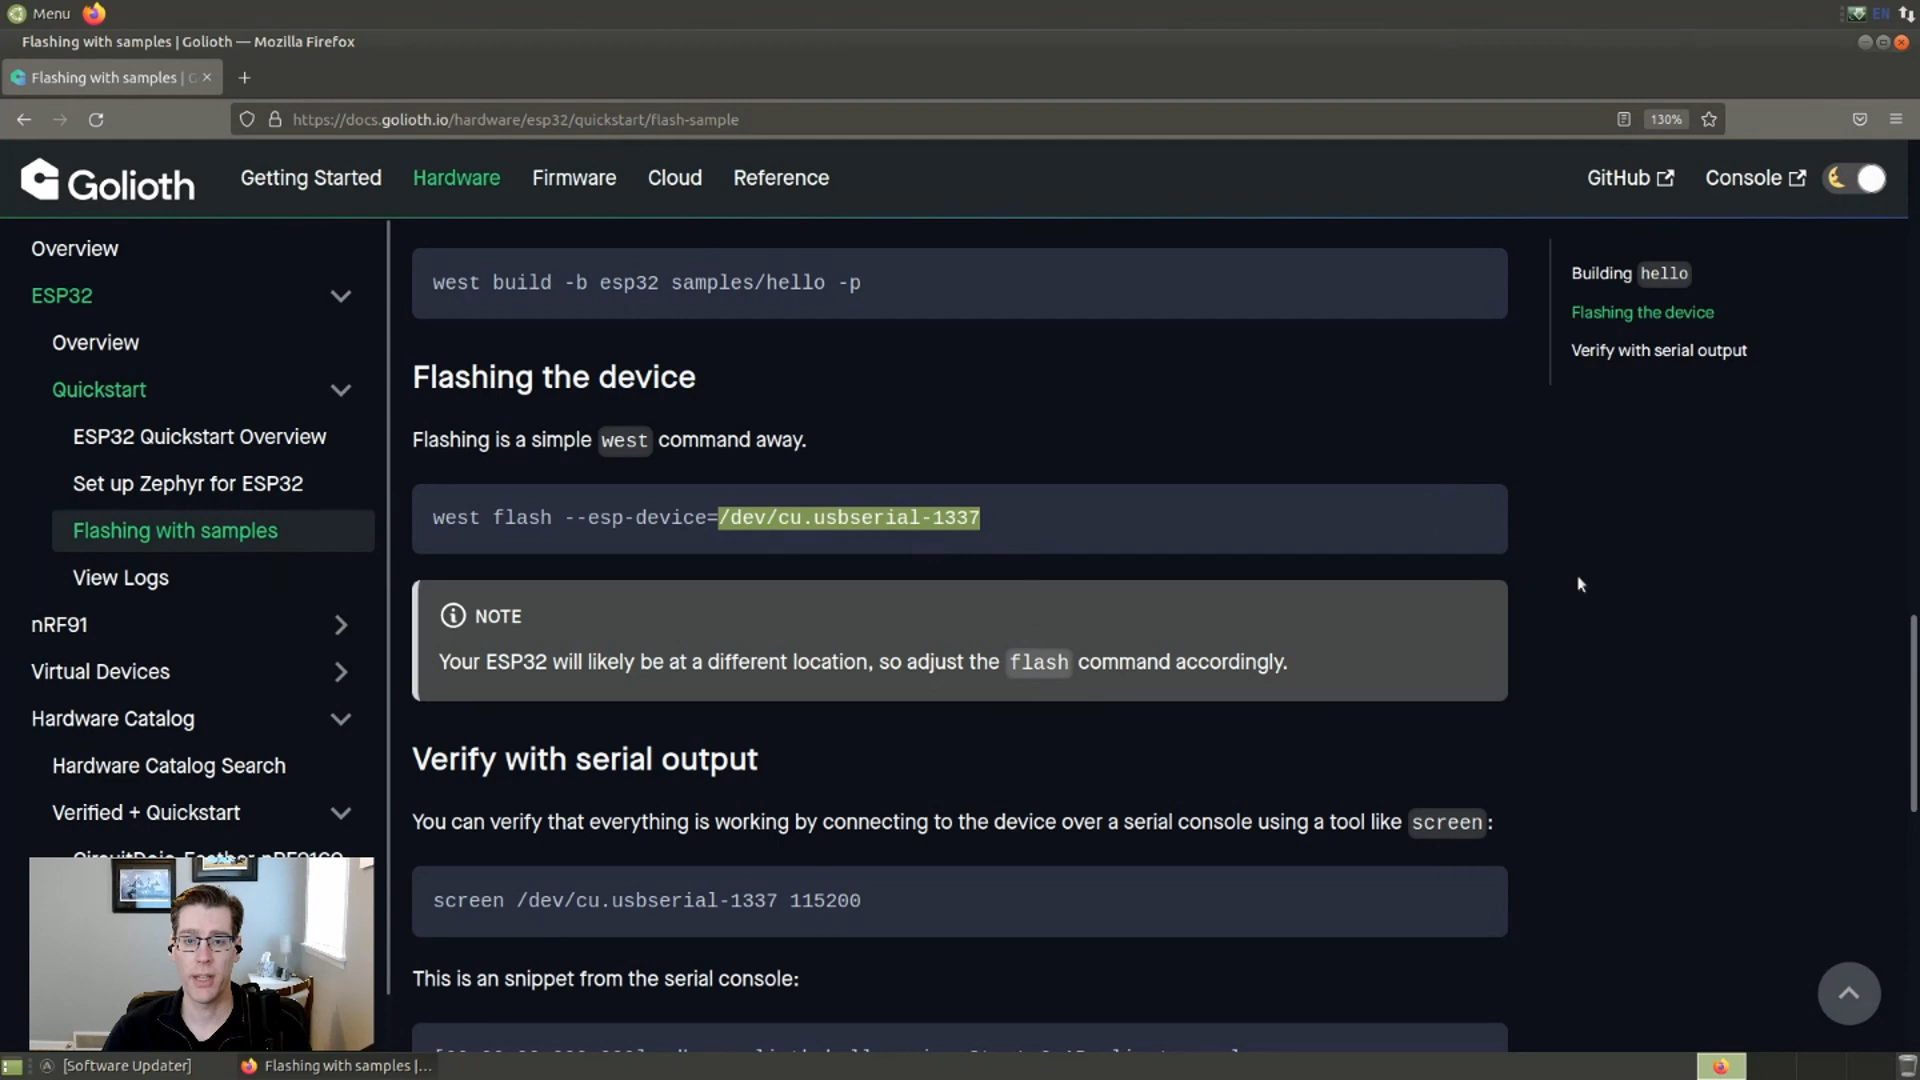 Menu
EN
Flashing with samples | Golioth — Mozilla Firefox
Flashing with samples | G
https://docs.golioth.io/hardware/esp32/quickstart/flash-sample
130%
Golioth
Getting Started
Hardware
Firmware
Cloud
Reference
GitHub
Console
Overview
ESP32
Overview
Quickstart
ESP32 Quickstart Overview
Set up Zephyr for ESP32
Flashing with samples
View Logs
nRF91
Virtual Devices
Hardware Catalog
Hardware Catalog Search
Verified + Quickstart
west build -b esp32 samples/hello -p
Flashing the device
Flashing is a simple west command away.
west flash --esp-device=/dev/cu.usbserial-1337
NOTE
Your ESP32 will likely be at a different location, so adjust the flash command accordingly.
Verify with serial output
You can verify that everything is working by connecting to the device over a serial console using a tool like screen:
screen /dev/cu.usbserial-1337 115200
This is an snippet from the serial console:
Building hello
Flashing the device
Verify with serial output
[Software Updater]
Flashing with samples |...